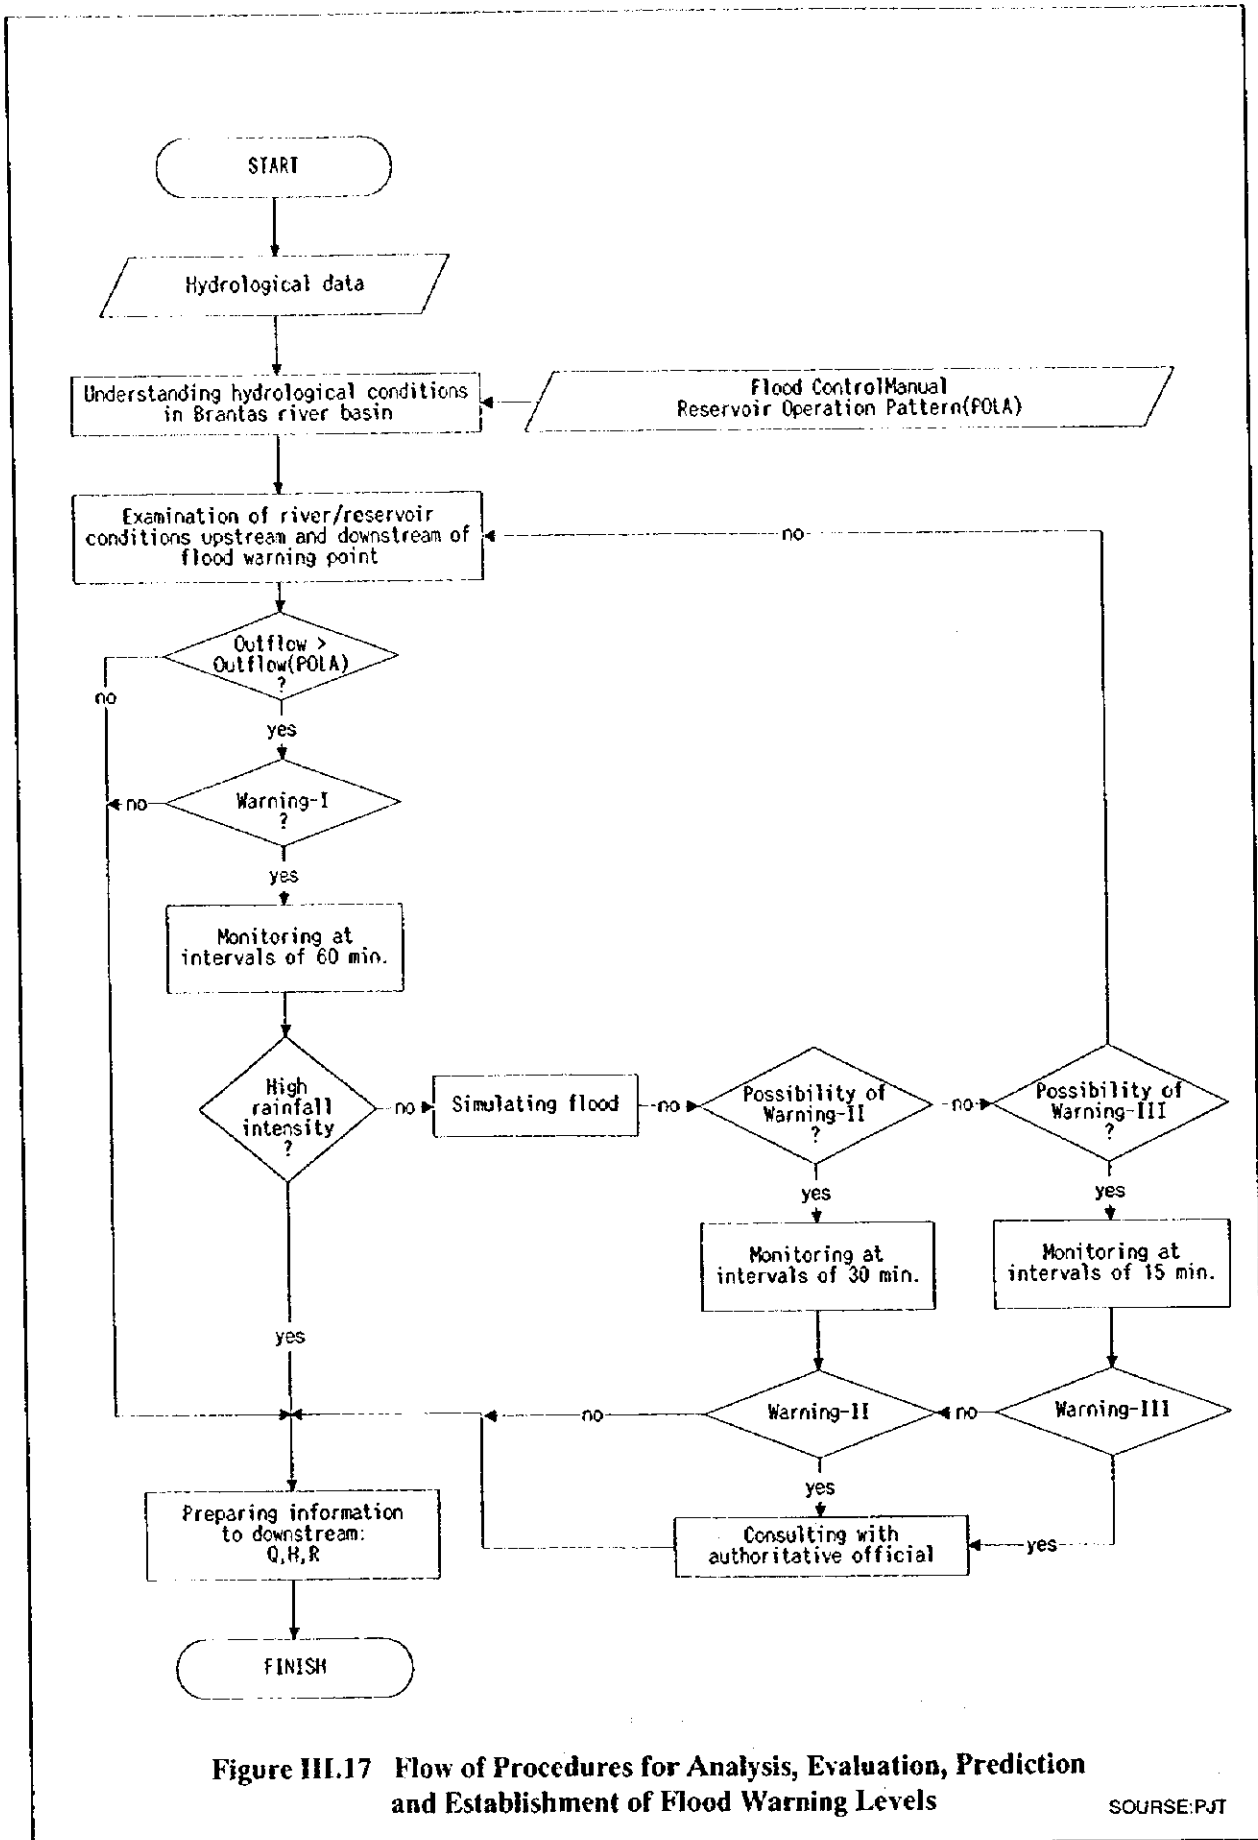 START
Hydrological data
Understanding hydrological conditions
in Brantas river basin
Flood ControlManual
Reservoir Operation Pattern(POLA)
Examination of river/reservoir
conditions upstream and downstream of
flood warning point
no
Outflow >
Outflow(POLA)
?
no
yes
Warning-I
?
no
yes
Monitoring at
intervals of 60 min.
High
rainfall
intensity
?
no
Simulating flood
no
Possibility of
Warning-II
?
no
Possibility of
Warning-III
?
yes
yes
Monitoring at
intervals of 30 min.
Monitoring at
intervals of 15 min.
yes
no
Warning-II
no
Warning-III
yes
Preparing information
to downstream:
Q,H,R
Consulting with
authoritative official
yes
FINISH
Figure III.17 Flow of Procedures for Analysis, Evaluation, Prediction
and Establishment of Flood Warning Levels
SOURSE:PJT